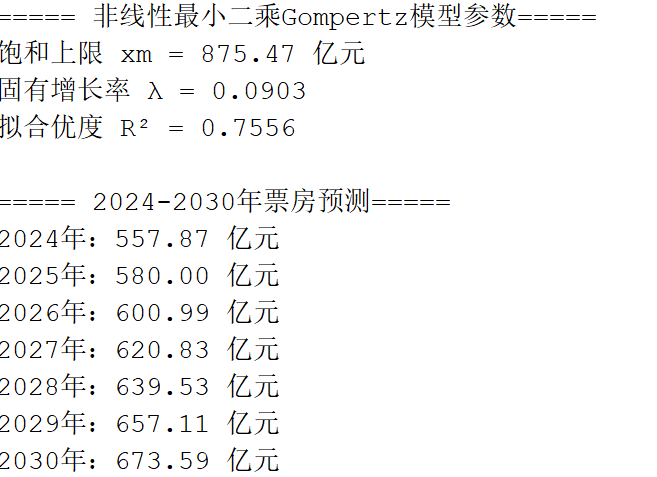 ===== 非线性最小二乘Gompertz模型参数=====
饱和上限 xm = 875.47 亿元
固有增长率 λ = 0.0903
拟合优度 R² = 0.7556
===== 2024-2030年票房预测=====
2024年: 557.87 亿元
2025年: 580.00 亿元
2026年: 600.99 亿元
2027年: 620.83 亿元
2028年: 639.53 亿元
2029年: 657.11 亿元
2030年: 673.59 亿元